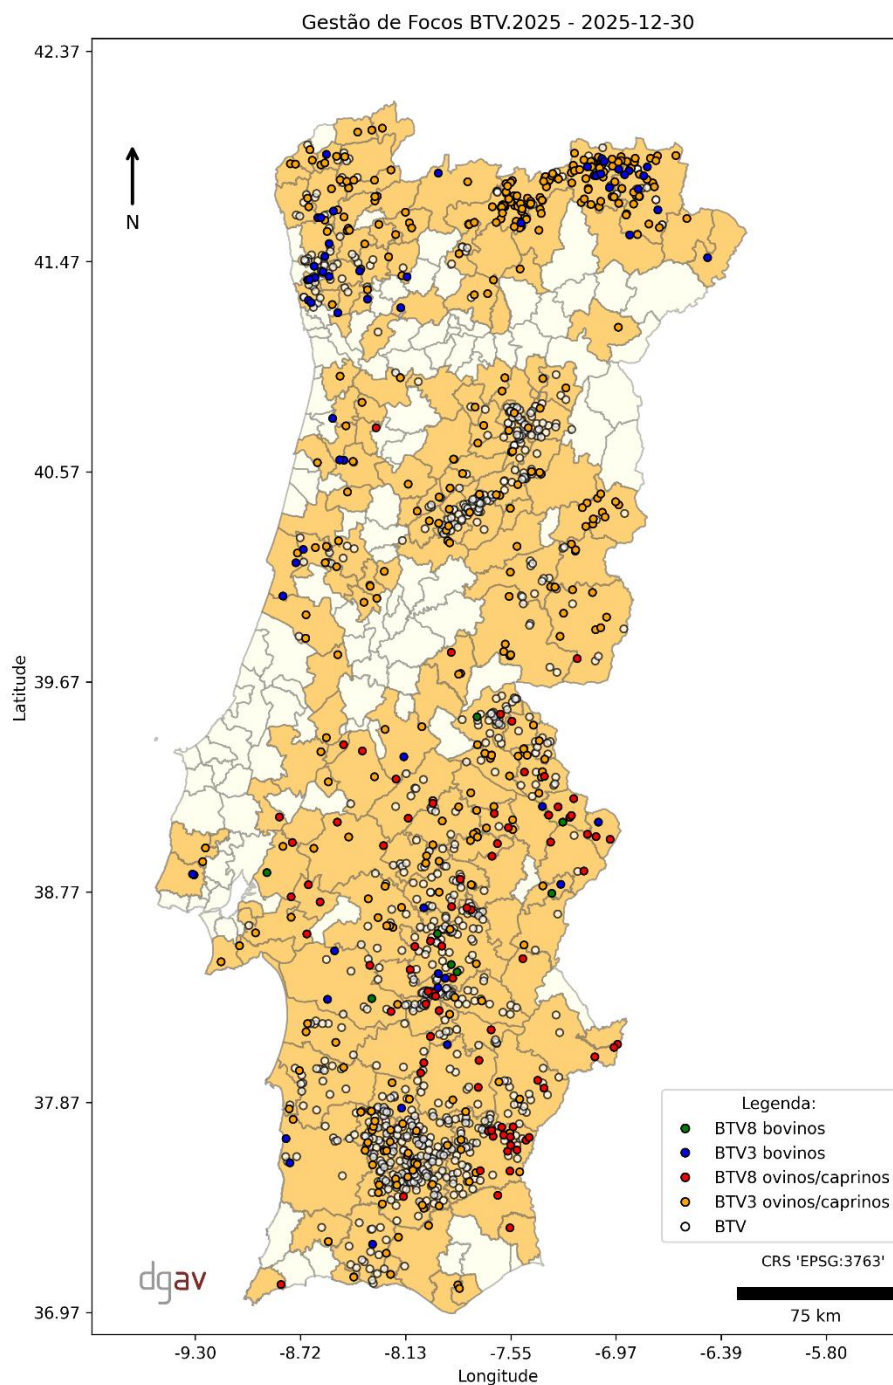 Gestão de Focos BTV.2025 - 2025-12-30
42.37
N
41.47
40.57
Latitude
39.67
38.77
37.87
Legenda:
BTV8 bovinos
BTV3 bovinos
BTV8 ovinos/caprinos
BTV3 ovinos/caprinos
BTV
CRS 'EPSG:3763'
dgav
75 km
36.97
-9.30 -8.72 -8.13 -7.55 -6.97 -6.39 -5.80
Longitude